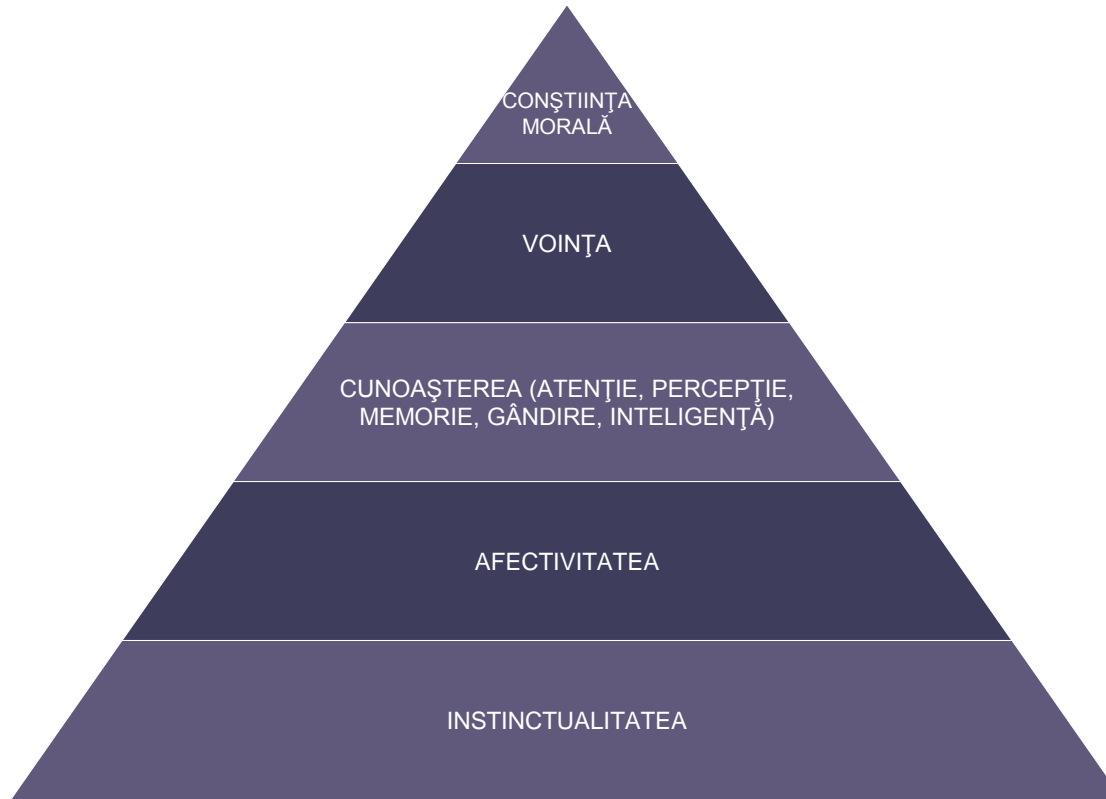 CONŞTIINŢA
MORALĂ
VOINŢA
CUNOAŞTEREA (ATENŢIE, PERCEPŢIE,
MEMORIE, GÂNDIRE, INTELIGENŢĂ)
AFECTIVITATEA
INSTINCTUALITATEA